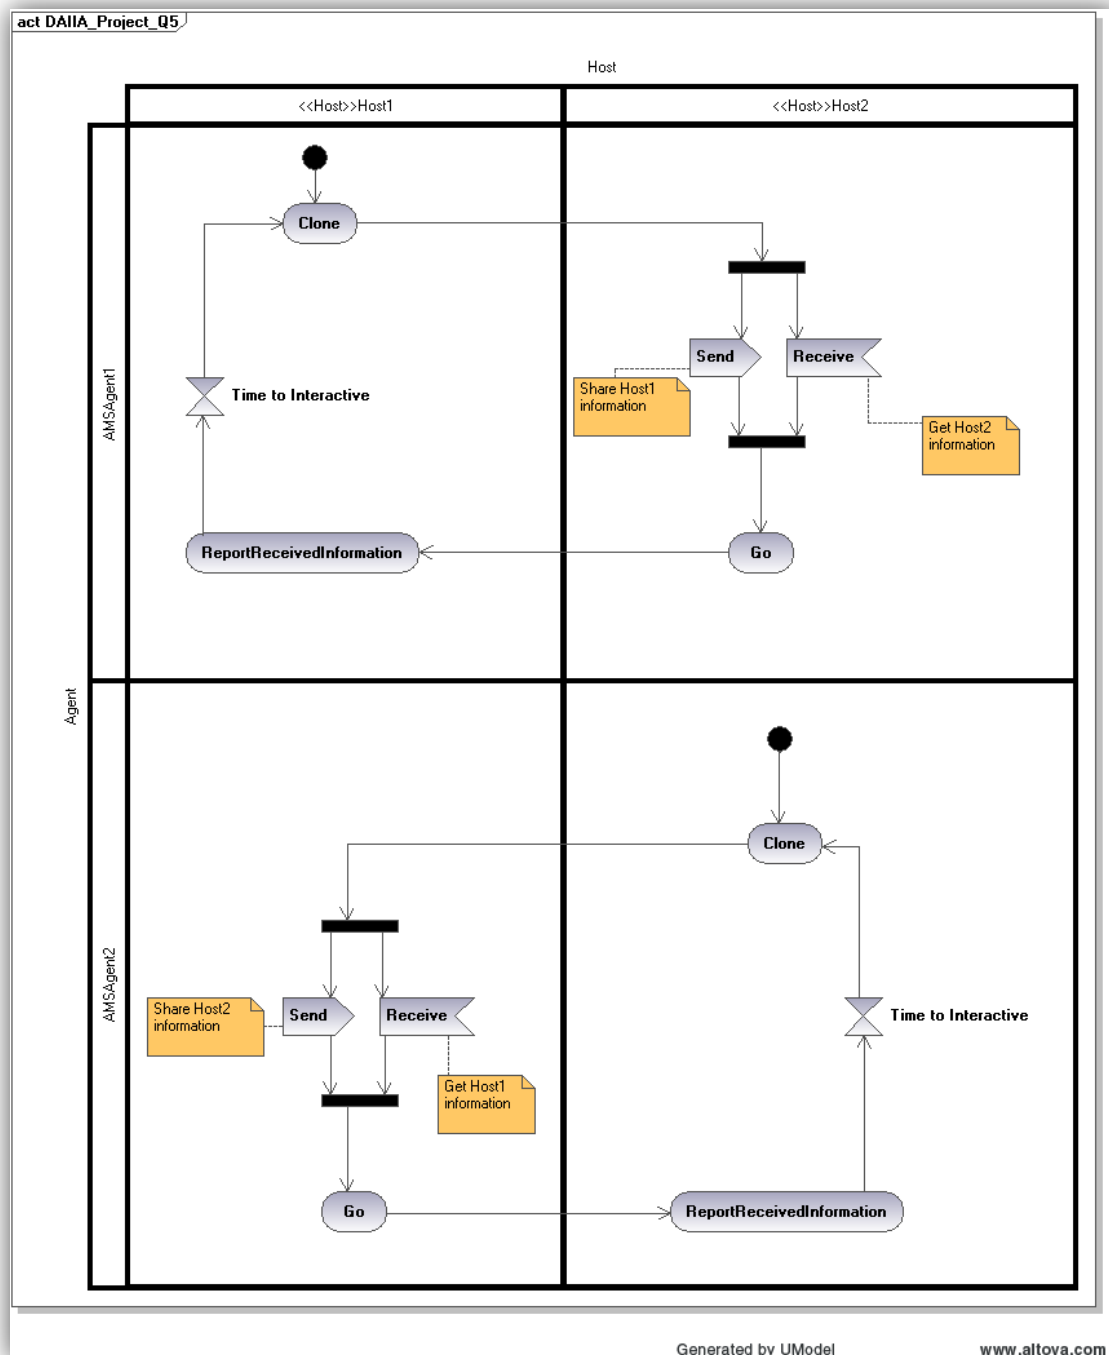 act DAIIA_Project_Q5
Host
<<Host>>Host1
<<Host>>Host2
Agent
AMSAgent1
Clone
Send
Receive
Share Host1
information
Get Host2
information
Time to Interactive
ReportReceivedInformation
Go
AMSAgent2
Clone
Share Host2
information
Send
Receive
Get Host1
information
Time to Interactive
Go
ReportReceivedInformation
Generated by UModel
www.altova.com